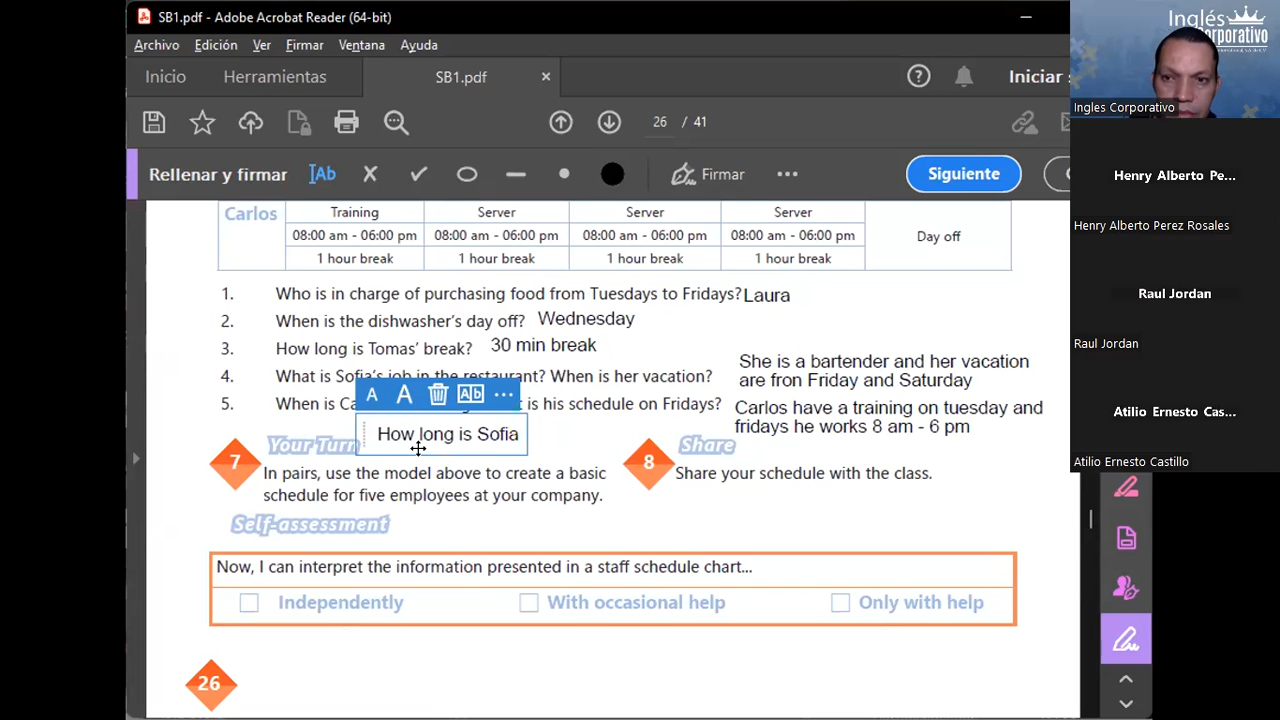 SB1.pdf - Adobe Acrobat Reader (64-bit)
Archivo Edición Ver Firmar Ventana Ayuda
Inicio Herramientas SB1.pdf × Iniciar s
26 / 41
Rellenar y firmar Ab Firmar Siguiente
Carlos Training Server Server Server Day off
08:00 am - 06:00 pm 08:00 am - 06:00 pm 08:00 am - 06:00 pm 08:00 am - 06:00 pm
1 hour break 1 hour break 1 hour break 1 hour break
1. Who is in charge of purchasing food from Tuesdays to Fridays? Laura
2. When is the dishwasher's day off? Wednesday
3. How long is Tomas' break? 30 min break
4. What is Sofia's job in the restaurant? When is her vacation? She is a bartender and her vacation
are fron Friday and Saturday
5. When is Ca is his schedule on Fridays? Carlos have a training on tuesday and
fridays he works 8 am - 6 pm
A A Ab
How long is Sofia
7 Your Turn
In pairs, use the model above to create a basic
schedule for five employees at your company.
8 Share
Share your schedule with the class.
Self-assessment
Now, I can interpret the information presented in a staff schedule chart...
Independently With occasional help Only with help
26
Inglés
Corporativo
Ingles Corporativo
Henry Alberto Pe...
Henry Alberto Perez Rosales
Raul Jordan
Raul Jordan
Atilio Ernesto Cas...
Atilio Ernesto Castillo